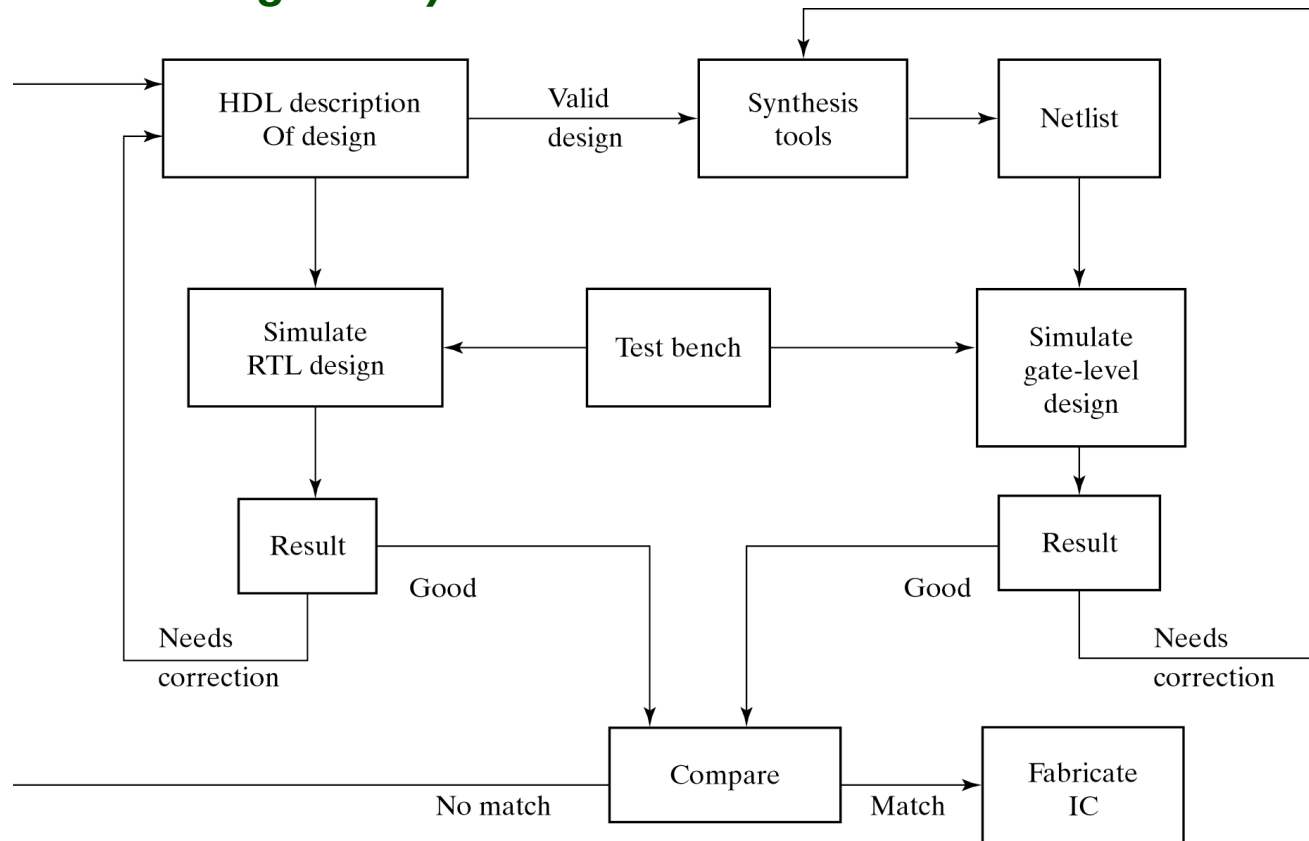 HDL description
Of design
Valid
design
Synthesis
tools
Netlist
Simulate
RTL design
Test bench
Simulate
gate-level
design
Result
Good
Needs
correction
Result
Good
Needs
correction
Compare
No match
Match
Fabricate
IC